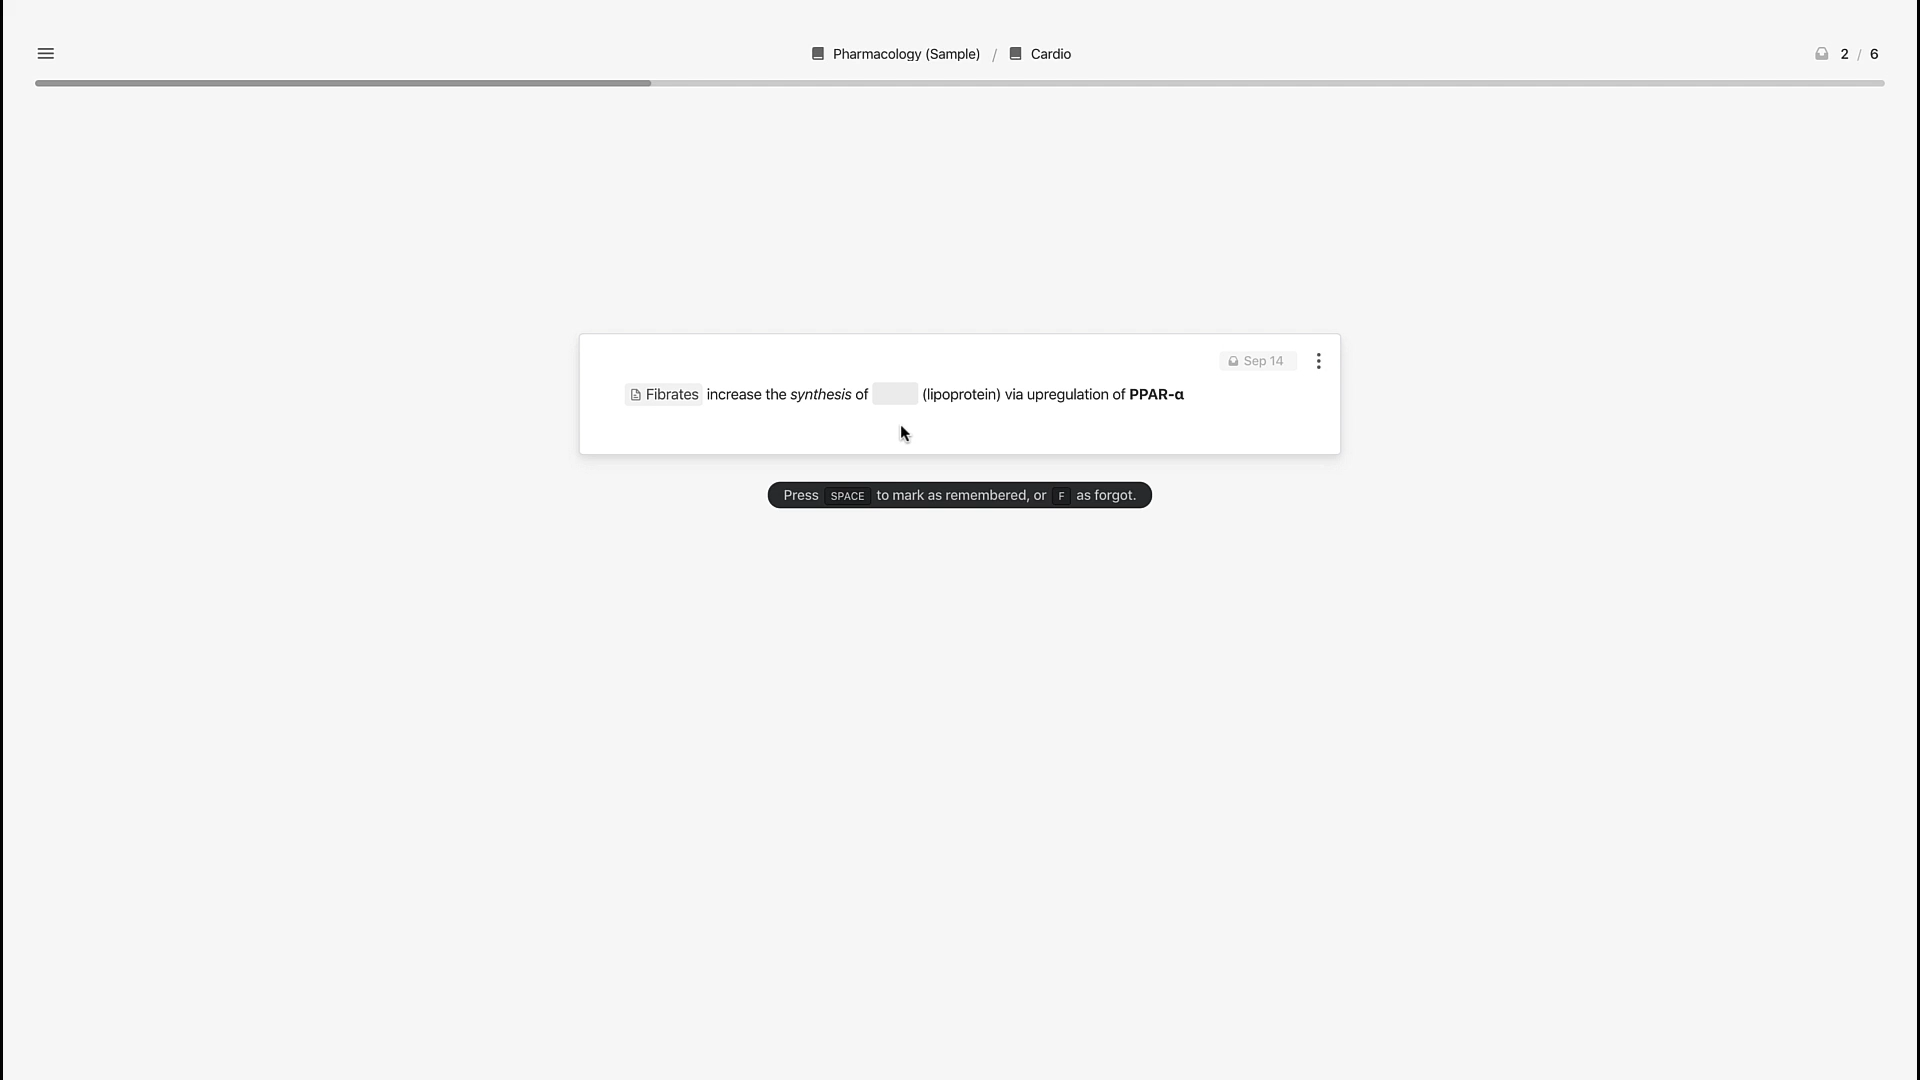 Pharmacology (Sample) / Cardio
2 / 6
Sep 14
Fibrates increase the synthesis of (lipoprotein) via upregulation of PPAR-α
Press SPACE to mark as remembered, or F as forgot.